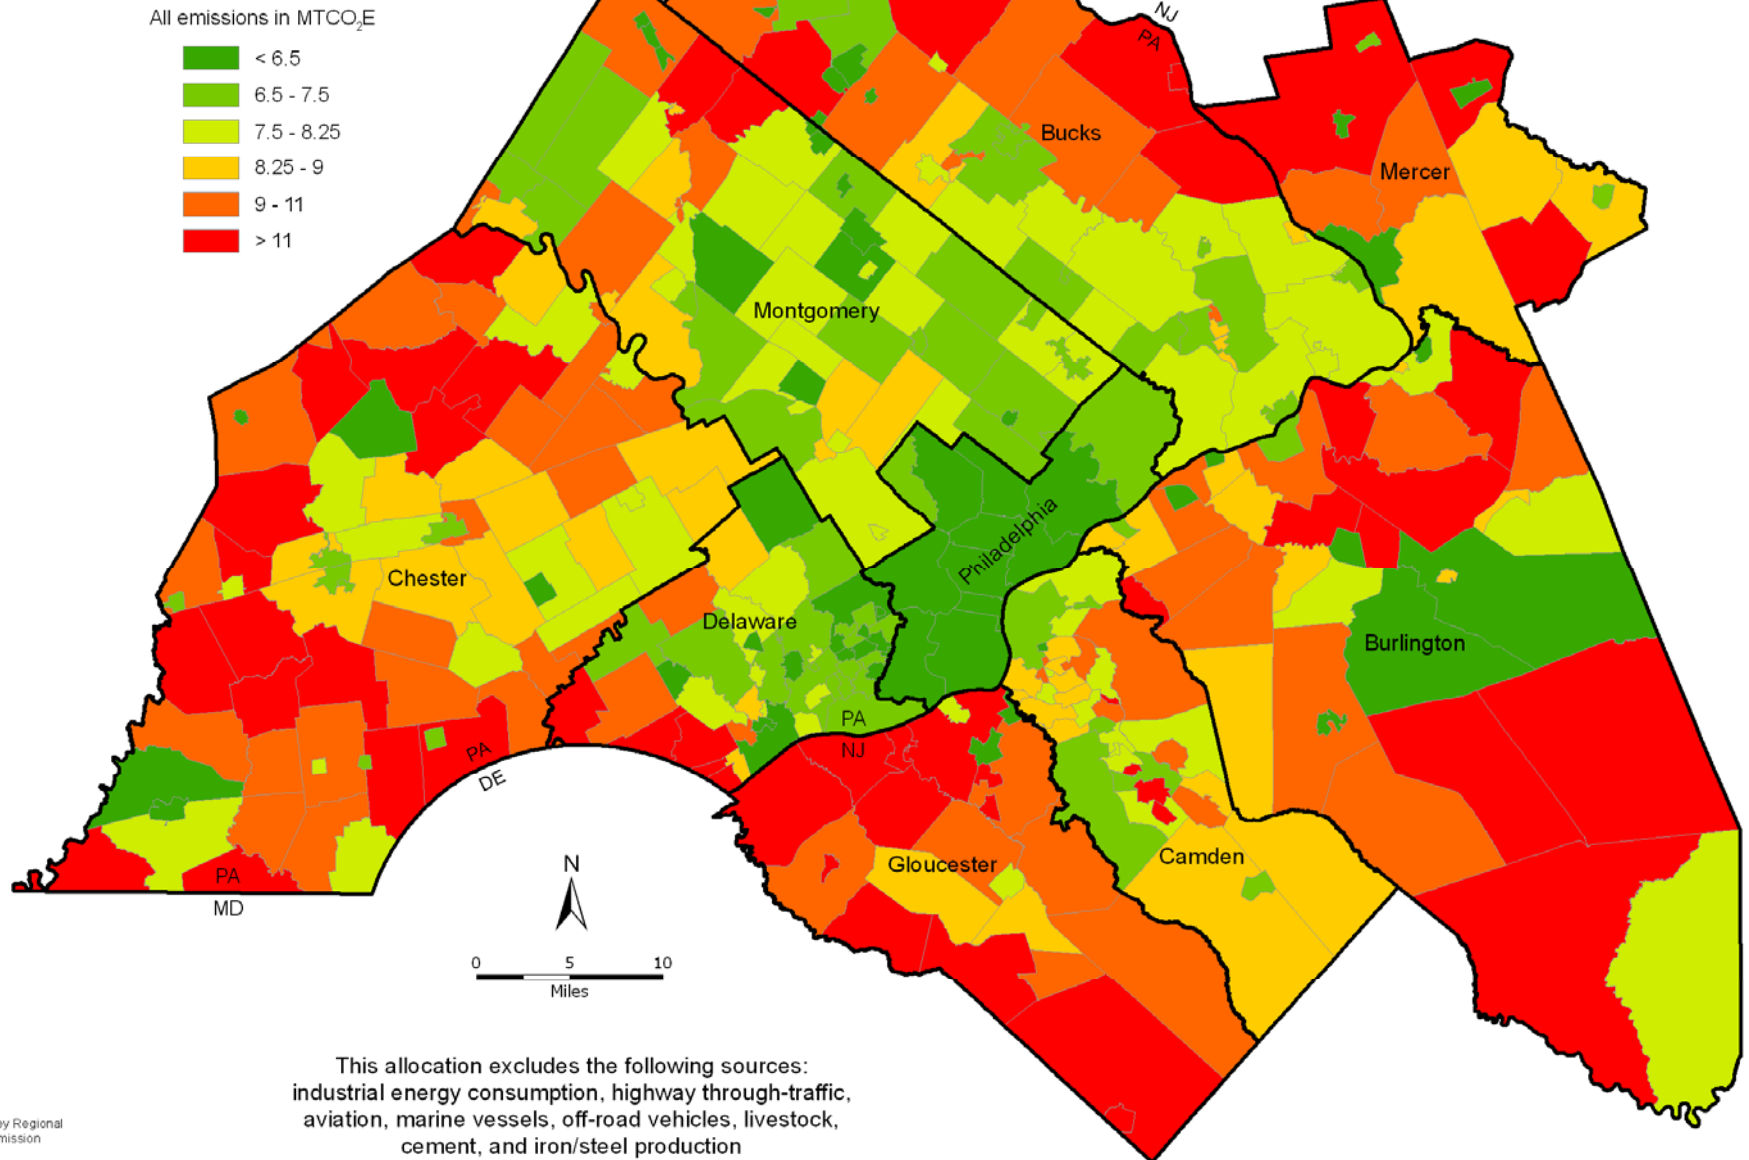 All emissions in MTCO₂E
< 6.5
6.5 - 7.5
7.5 - 8.25
8.25 - 9
9 - 11
> 11
NJ
PA
Bucks
Mercer
Montgomery
Philadelphia
Chester
Delaware
Burlington
PA
NJ
PA
DE
Gloucester
Camden
PA
MD
N
0 5 10
Miles
This allocation excludes the following sources:
industrial energy consumption, highway through-traffic,
aviation, marine vessels, off-road vehicles, livestock,
cement, and iron/steel production
Regional